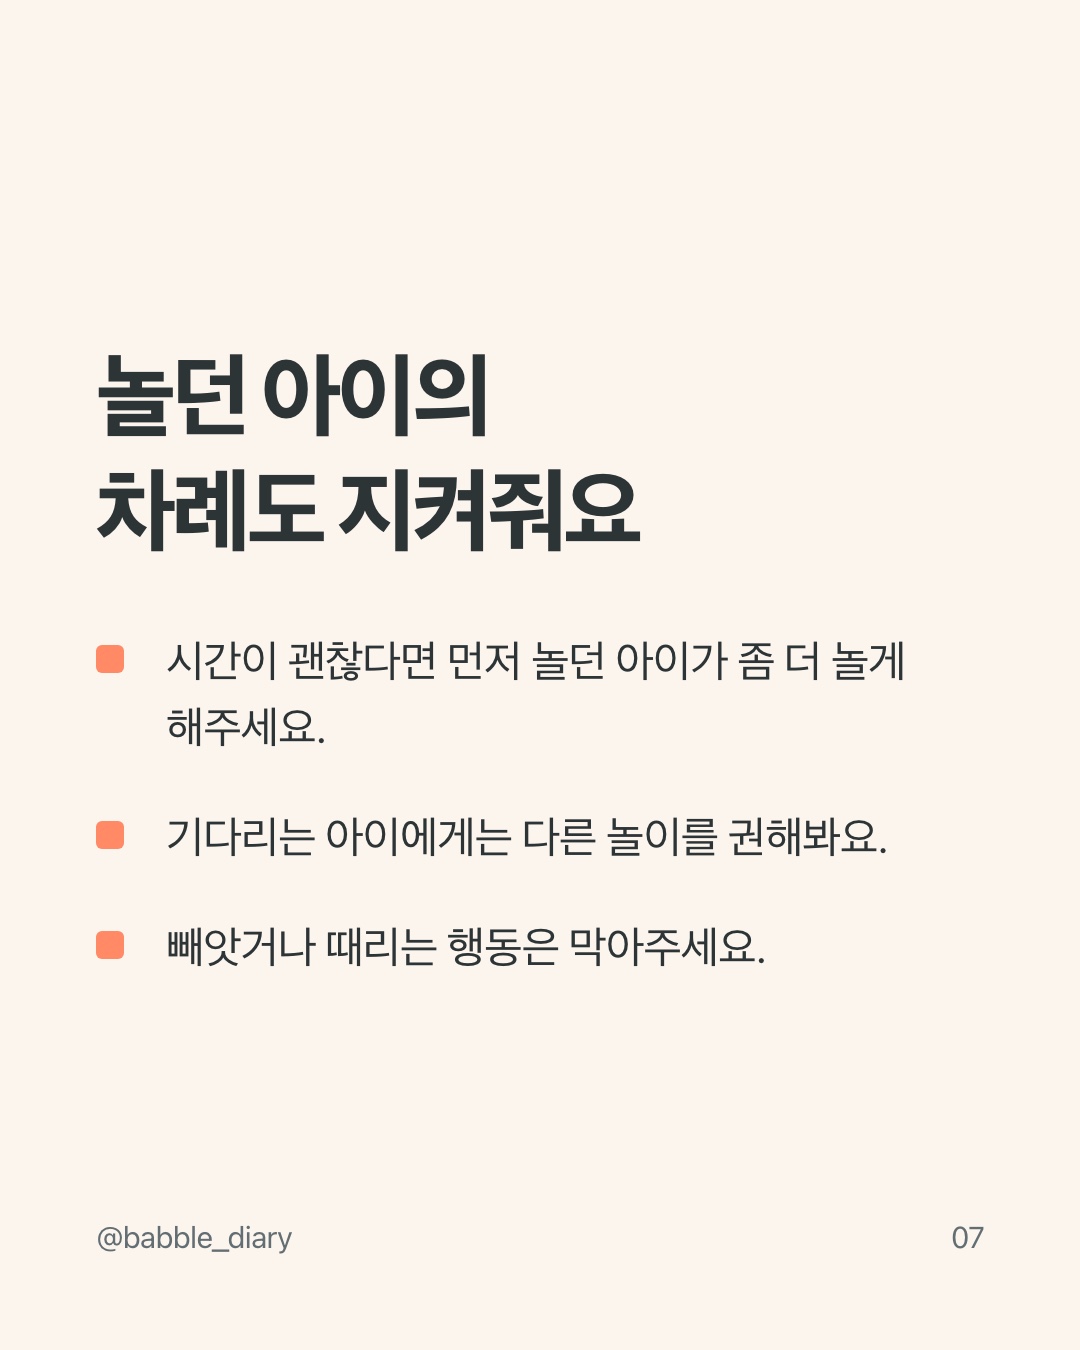 놀던 아이의
차례도 지켜줘요
시간이 괜찮다면 먼저 놀던 아이가 좀 더 놀게
해주세요.
기다리는 아이에게는 다른 놀이를 권해봐요.
빼앗거나 때리는 행동은 막아주세요.
@babble_diary
07